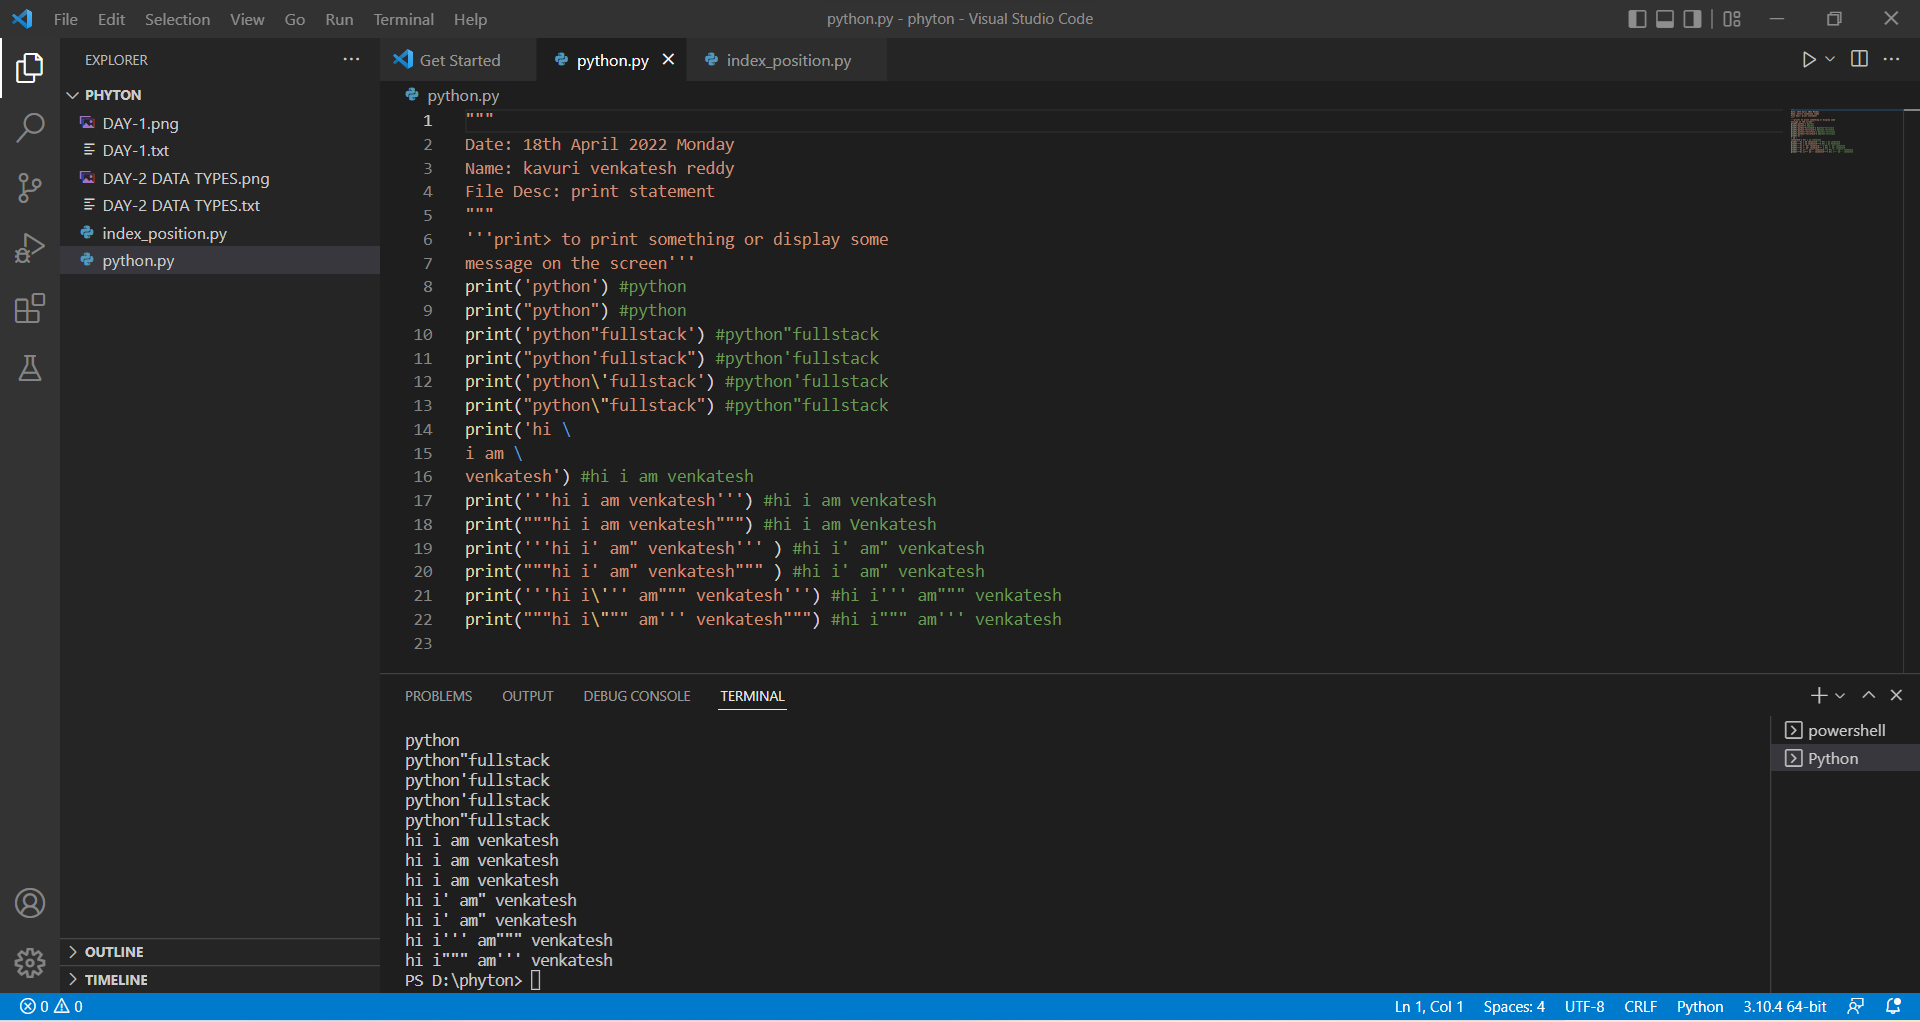 File Edit Selection View Go Run Terminal Help python.py - phyton - Visual Studio Code
EXPLORER
PHYTON
DAY-1.png
DAY-1.txt
DAY-2 DATA TYPES.png
DAY-2 DATA TYPES.txt
index_position.py
python.py
OUTLINE
TIMELINE
Get Started python.py index_position.py
python.py
1 """
2 Date: 18th April 2022 Monday
3 Name: kavuri venkatesh reddy
4 File Desc: print statement
5 """
6 '''print> to print something or display some
7 message on the screen'''
8 print('python') #python
9 print("python") #python
10 print('python"fullstack') #python"fullstack
11 print("python'fullstack") #python'fullstack
12 print('python\'fullstack') #python'fullstack
13 print("python\"fullstack") #python"fullstack
14 print('hi \
15 i am \
16 venkatesh') #hi i am venkatesh
17 print('''hi i am venkatesh''') #hi i am venkatesh
18 print("""hi i am venkatesh""") #hi i am Venkatesh
19 print('''hi i' am" venkatesh''' ) #hi i' am" venkatesh
20 print("""hi i' am" venkatesh""" ) #hi i' am" venkatesh
21 print('''hi i\''' am""" venkatesh''') #hi i''' am""" venkatesh
22 print("""hi i\""" am''' venkatesh""") #hi i""" am''' venkatesh
23
PROBLEMS OUTPUT DEBUG CONSOLE TERMINAL
python
python"fullstack
python'fullstack
python'fullstack
python"fullstack
hi i am venkatesh
hi i am venkatesh
hi i am venkatesh
hi i' am" venkatesh
hi i' am" venkatesh
hi i''' am""" venkatesh
hi i""" am''' venkatesh
PS D:\phyton>
powershell
Python
0 0 Ln 1, Col 1 Spaces: 4 UTF-8 CRLF Python 3.10.4 64-bit